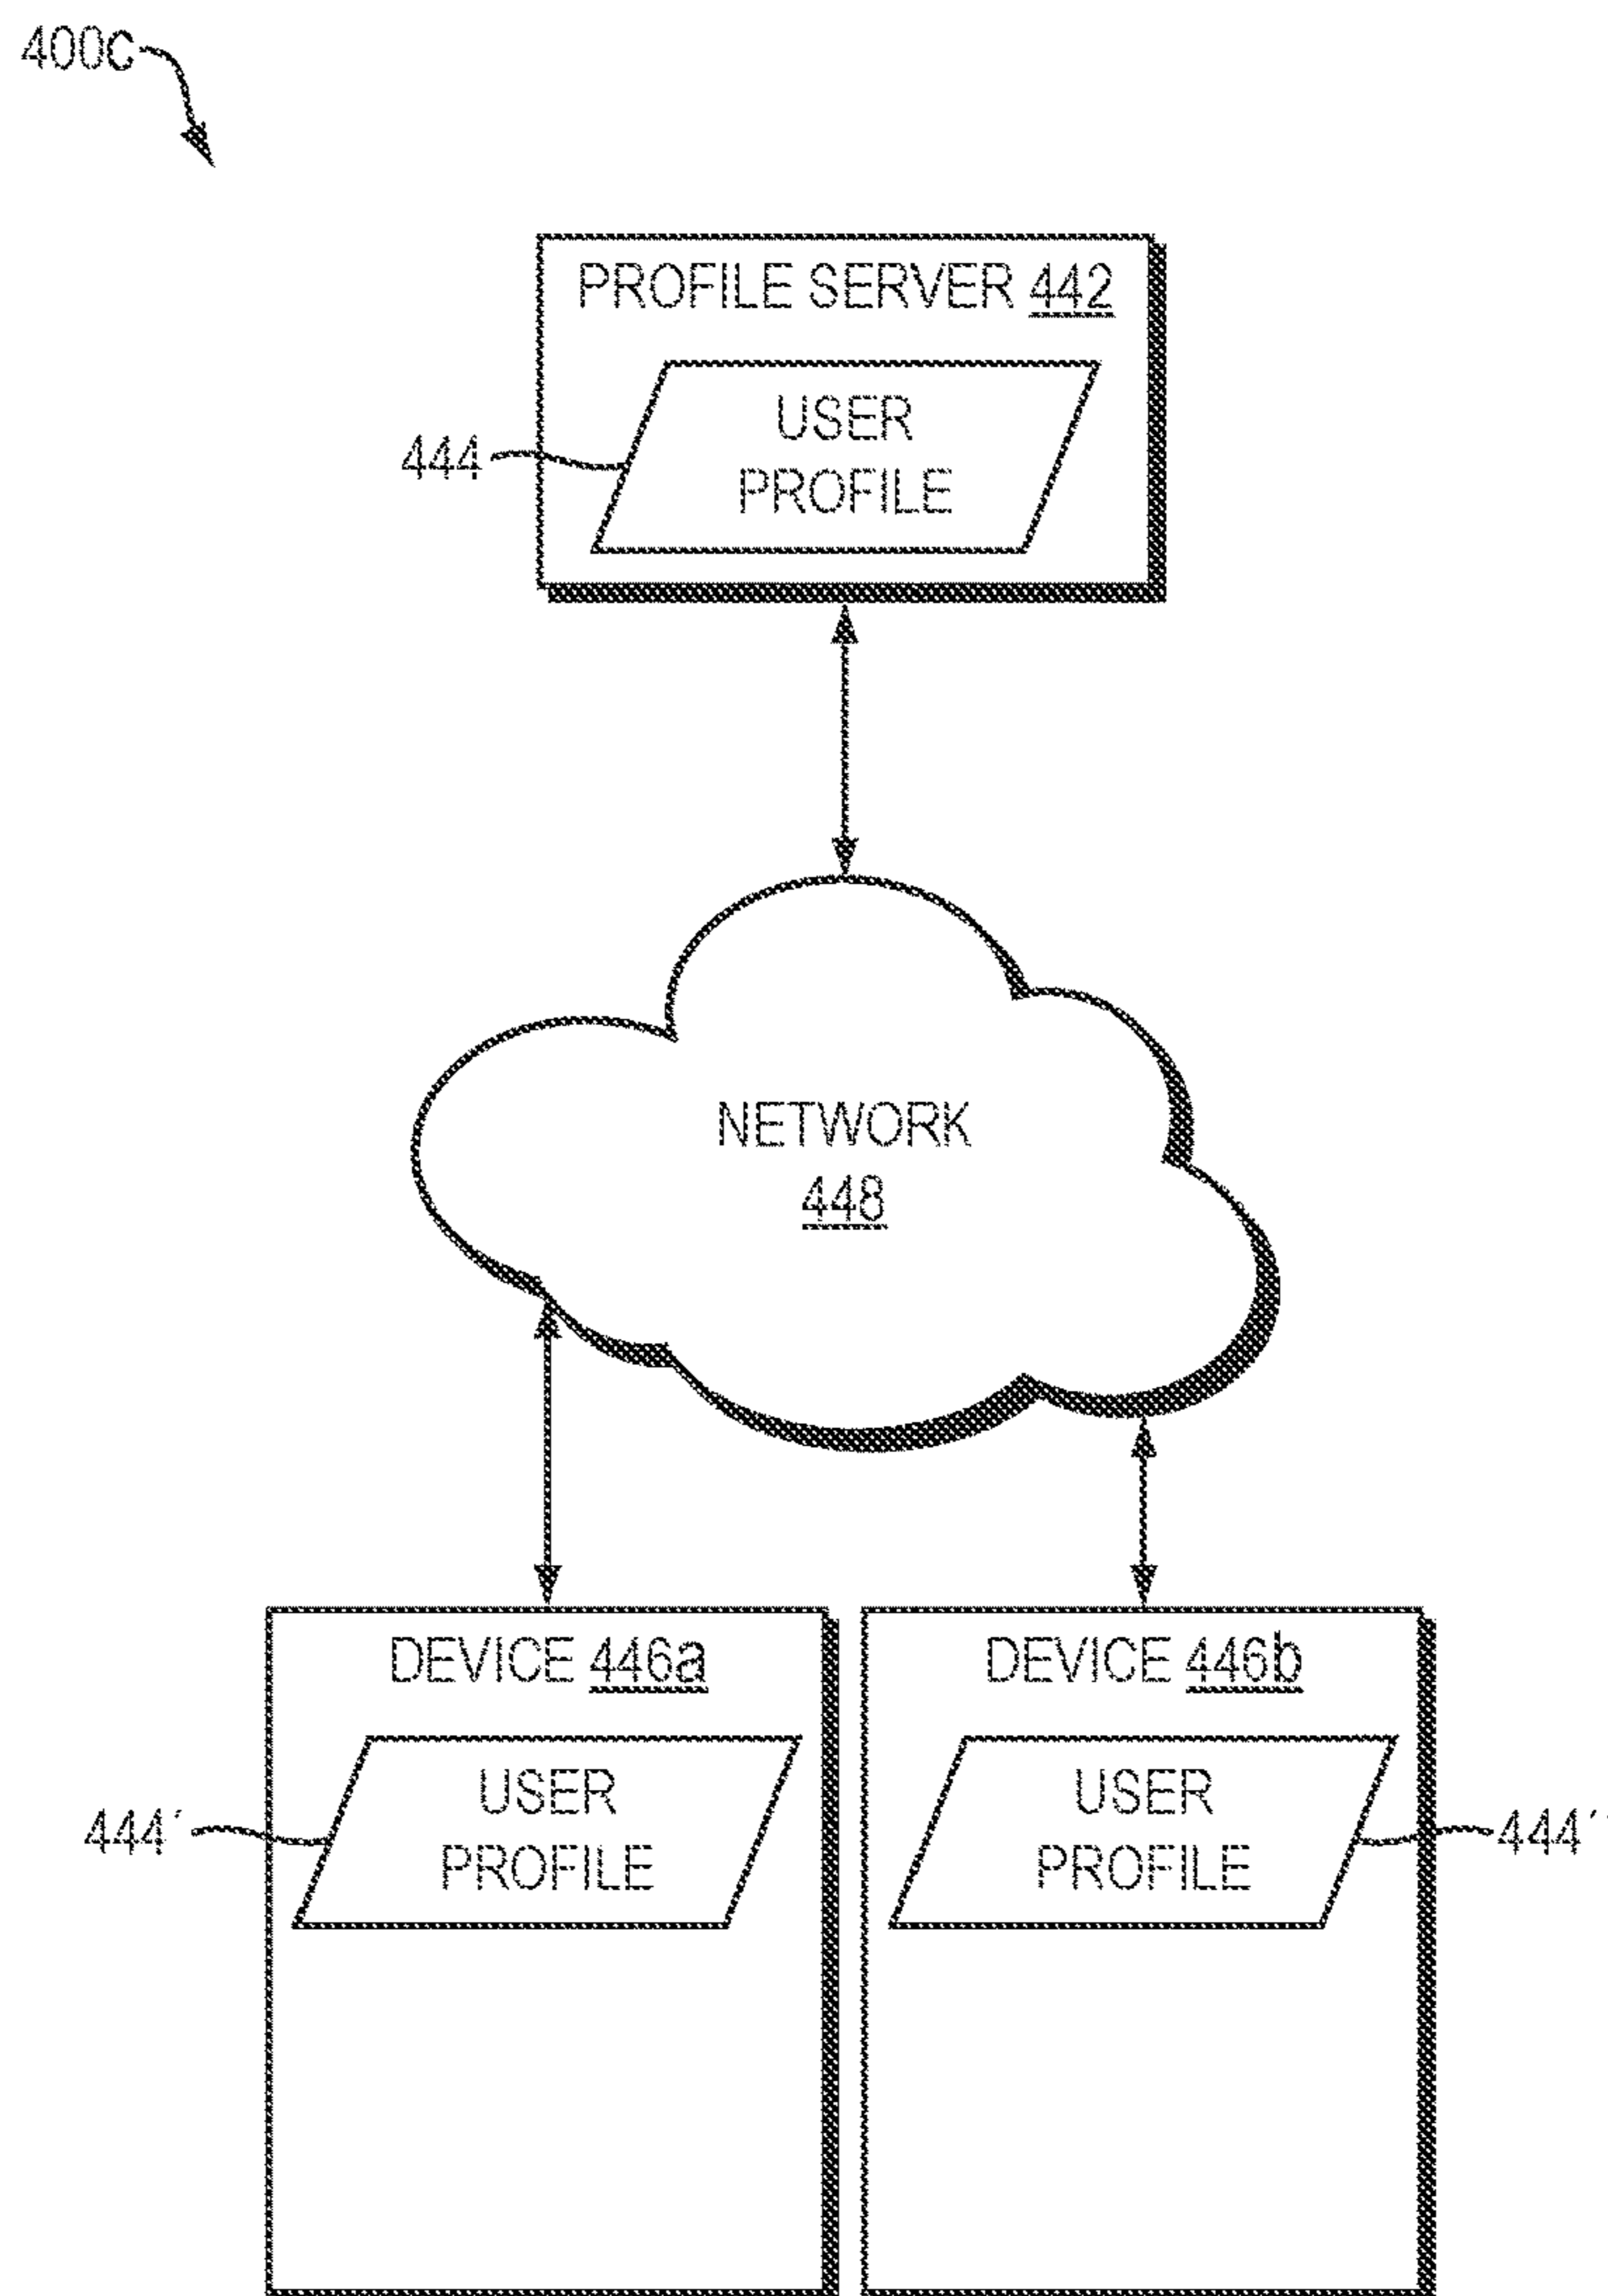 400C
PROFILE SERVER 442
USER
PROFILE
444
NETWORK
448
DEVICE 446a
DEVICE 446b
USER
PROFILE
USER
PROFILE
444′
444′′